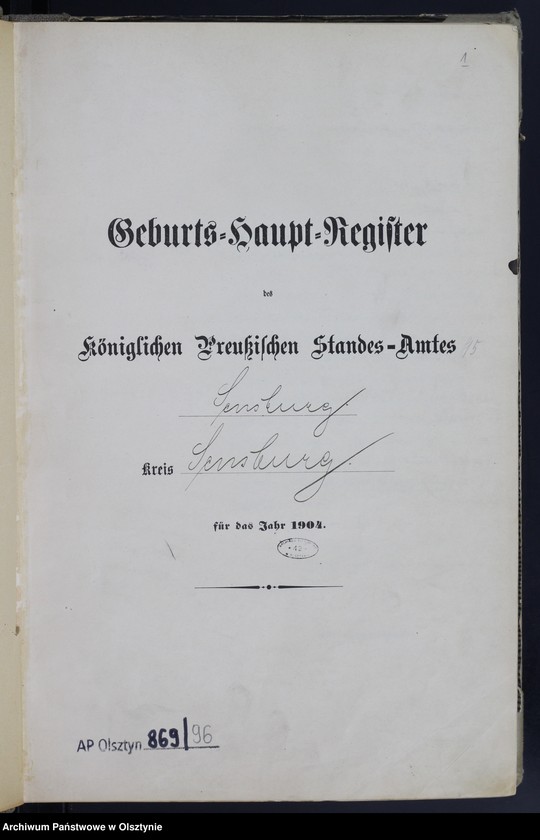 1
Geburts-Haupt-Register
des
Königlichen Preußischen Standes-Amtes
Sensburg.
Kreis Sensburg.
für das Jahr 1904.
AP Olsztyn 869/96
Archiwum Państwowe w Olsztynie